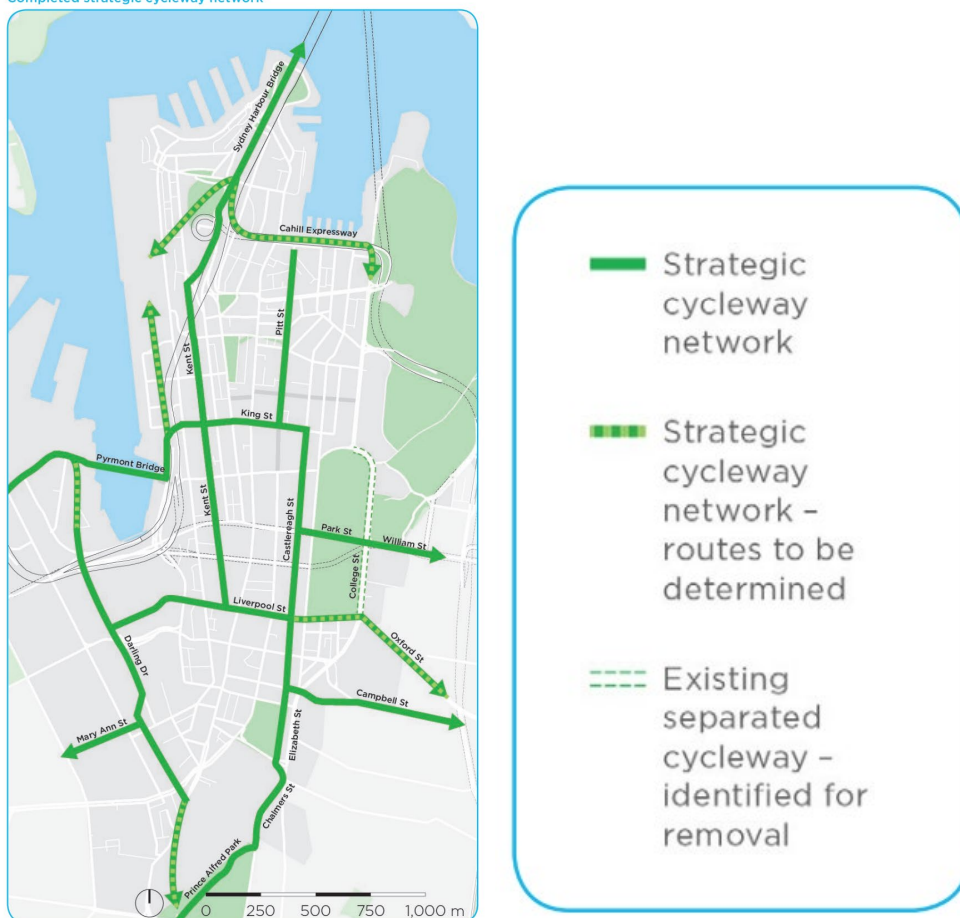 Completed strategic cycleway network
Sydney Harbour Bridge
Cahill Expressway
Pitt St
Kent St
King St
Pyrmont Bridge
Kent St
Castlereagh St
Park St
William St
College St
Liverpool St
Oxford St
Darling Dr
Campbell St
Elizabeth St
Mary Ann St
Chalmers St
Prince Alfred Park
0 250 500 750 1,000 m
Strategic
cycleway
network
Strategic
cycleway
network –
routes to be
determined
Existing
separated
cycleway –
identified for
removal